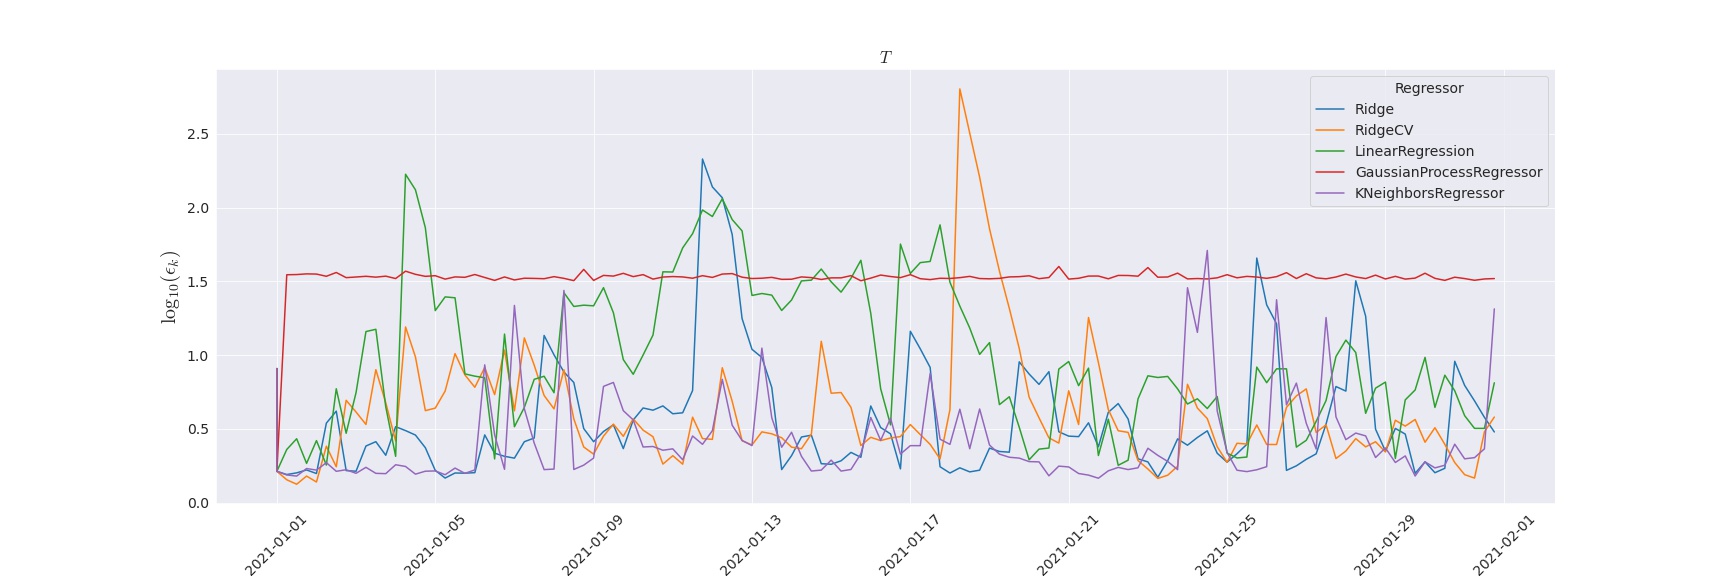 T
Regressor
Ridge
RidgeCV
LinearRegression
GaussianProcessRegressor
KNeighborsRegressor
log₁₀(ϵₖ)
2.5
2.0
1.5
1.0
0.5
0.0
2021-01-01
2021-01-05
2021-01-09
2021-01-13
2021-01-17
2021-01-21
2021-01-25
2021-01-29
2021-02-01